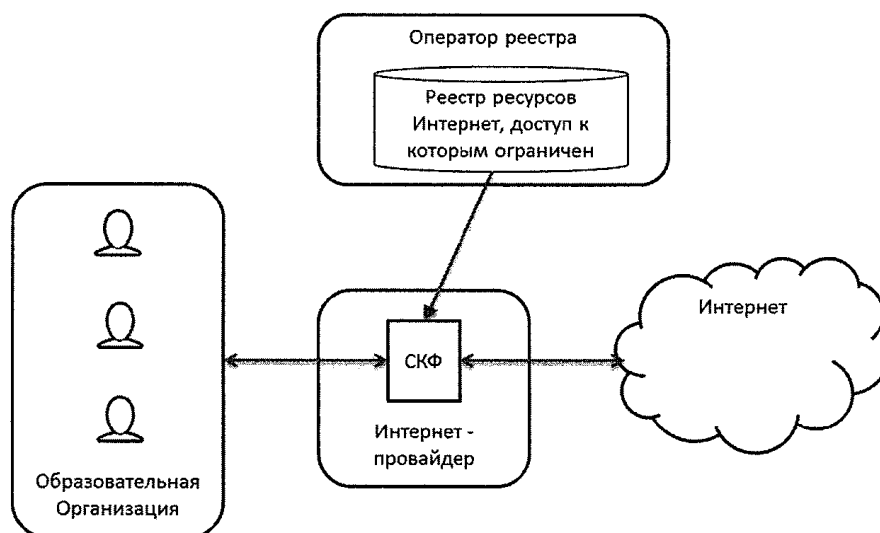 Оператор реестра
Реестр ресурсов
Интернет, доступ к
которым ограничен
Интернет
СКФ
Интернет -
провайдер
Образовательная
Организация